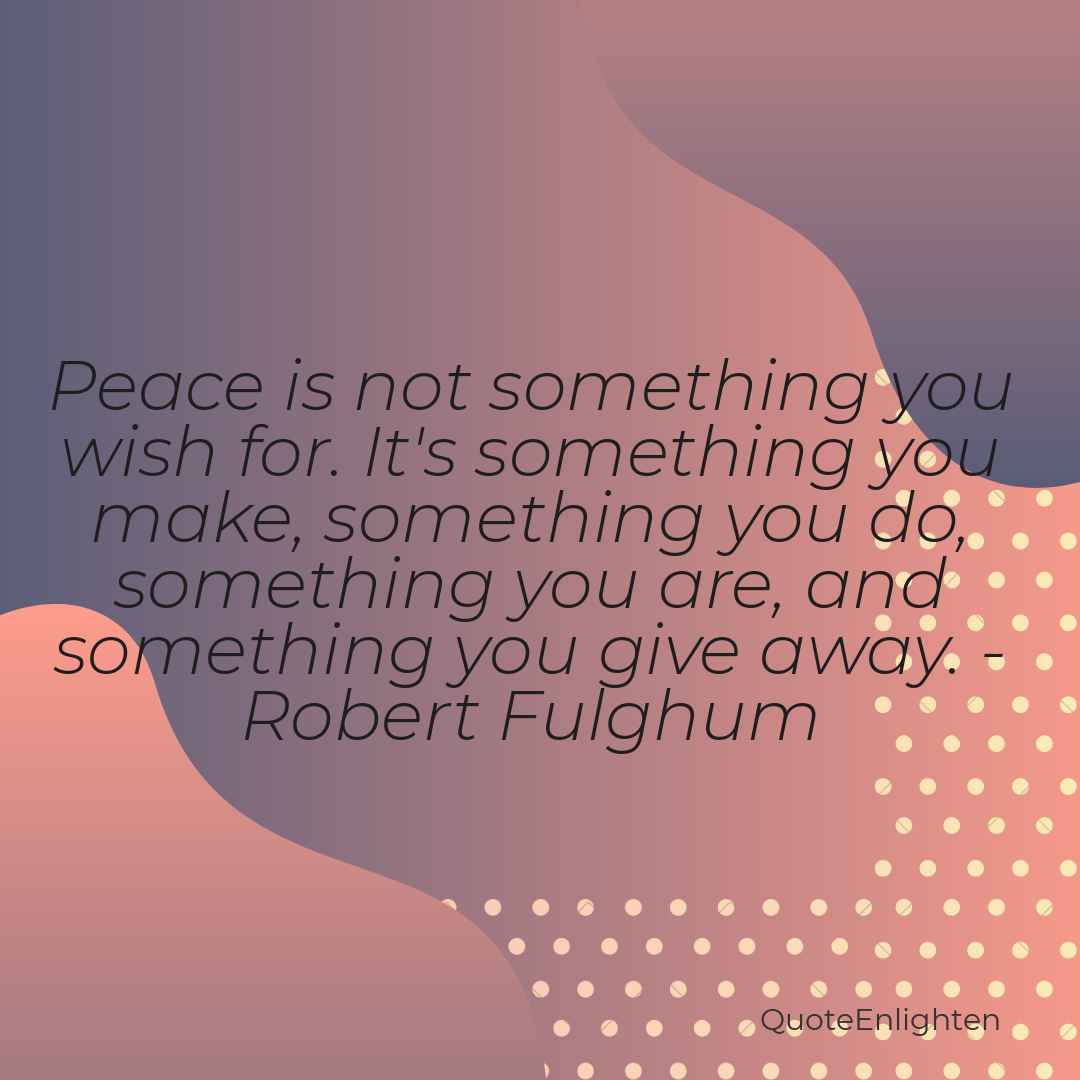 Peace is not something you
wish for. It's something you
make, something you do,
something you are, and
something you give away. -
Robert Fulghum
QuoteEnlighten